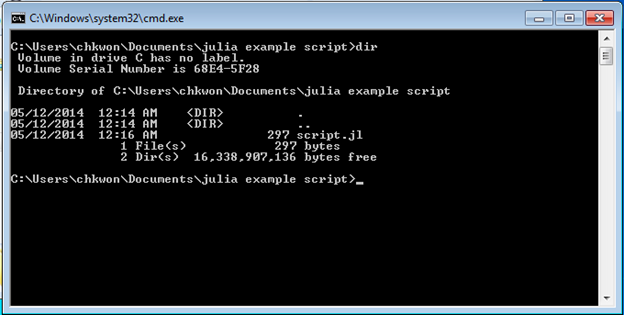 C:\Windows\system32\cmd.exe
C:\Users\chkwon\Documents\julia example script>dir
 Volume in drive C has no label.
 Volume Serial Number is 68E4-5F28

 Directory of C:\Users\chkwon\Documents\julia example script

05/12/2014  12:14 AM    <DIR>          .
05/12/2014  12:14 AM    <DIR>          ..
05/12/2014  12:16 AM               297 script.jl
               1 File(s)            297 bytes
               2 Dir(s)  16,338,907,136 bytes free

C:\Users\chkwon\Documents\julia example script>_